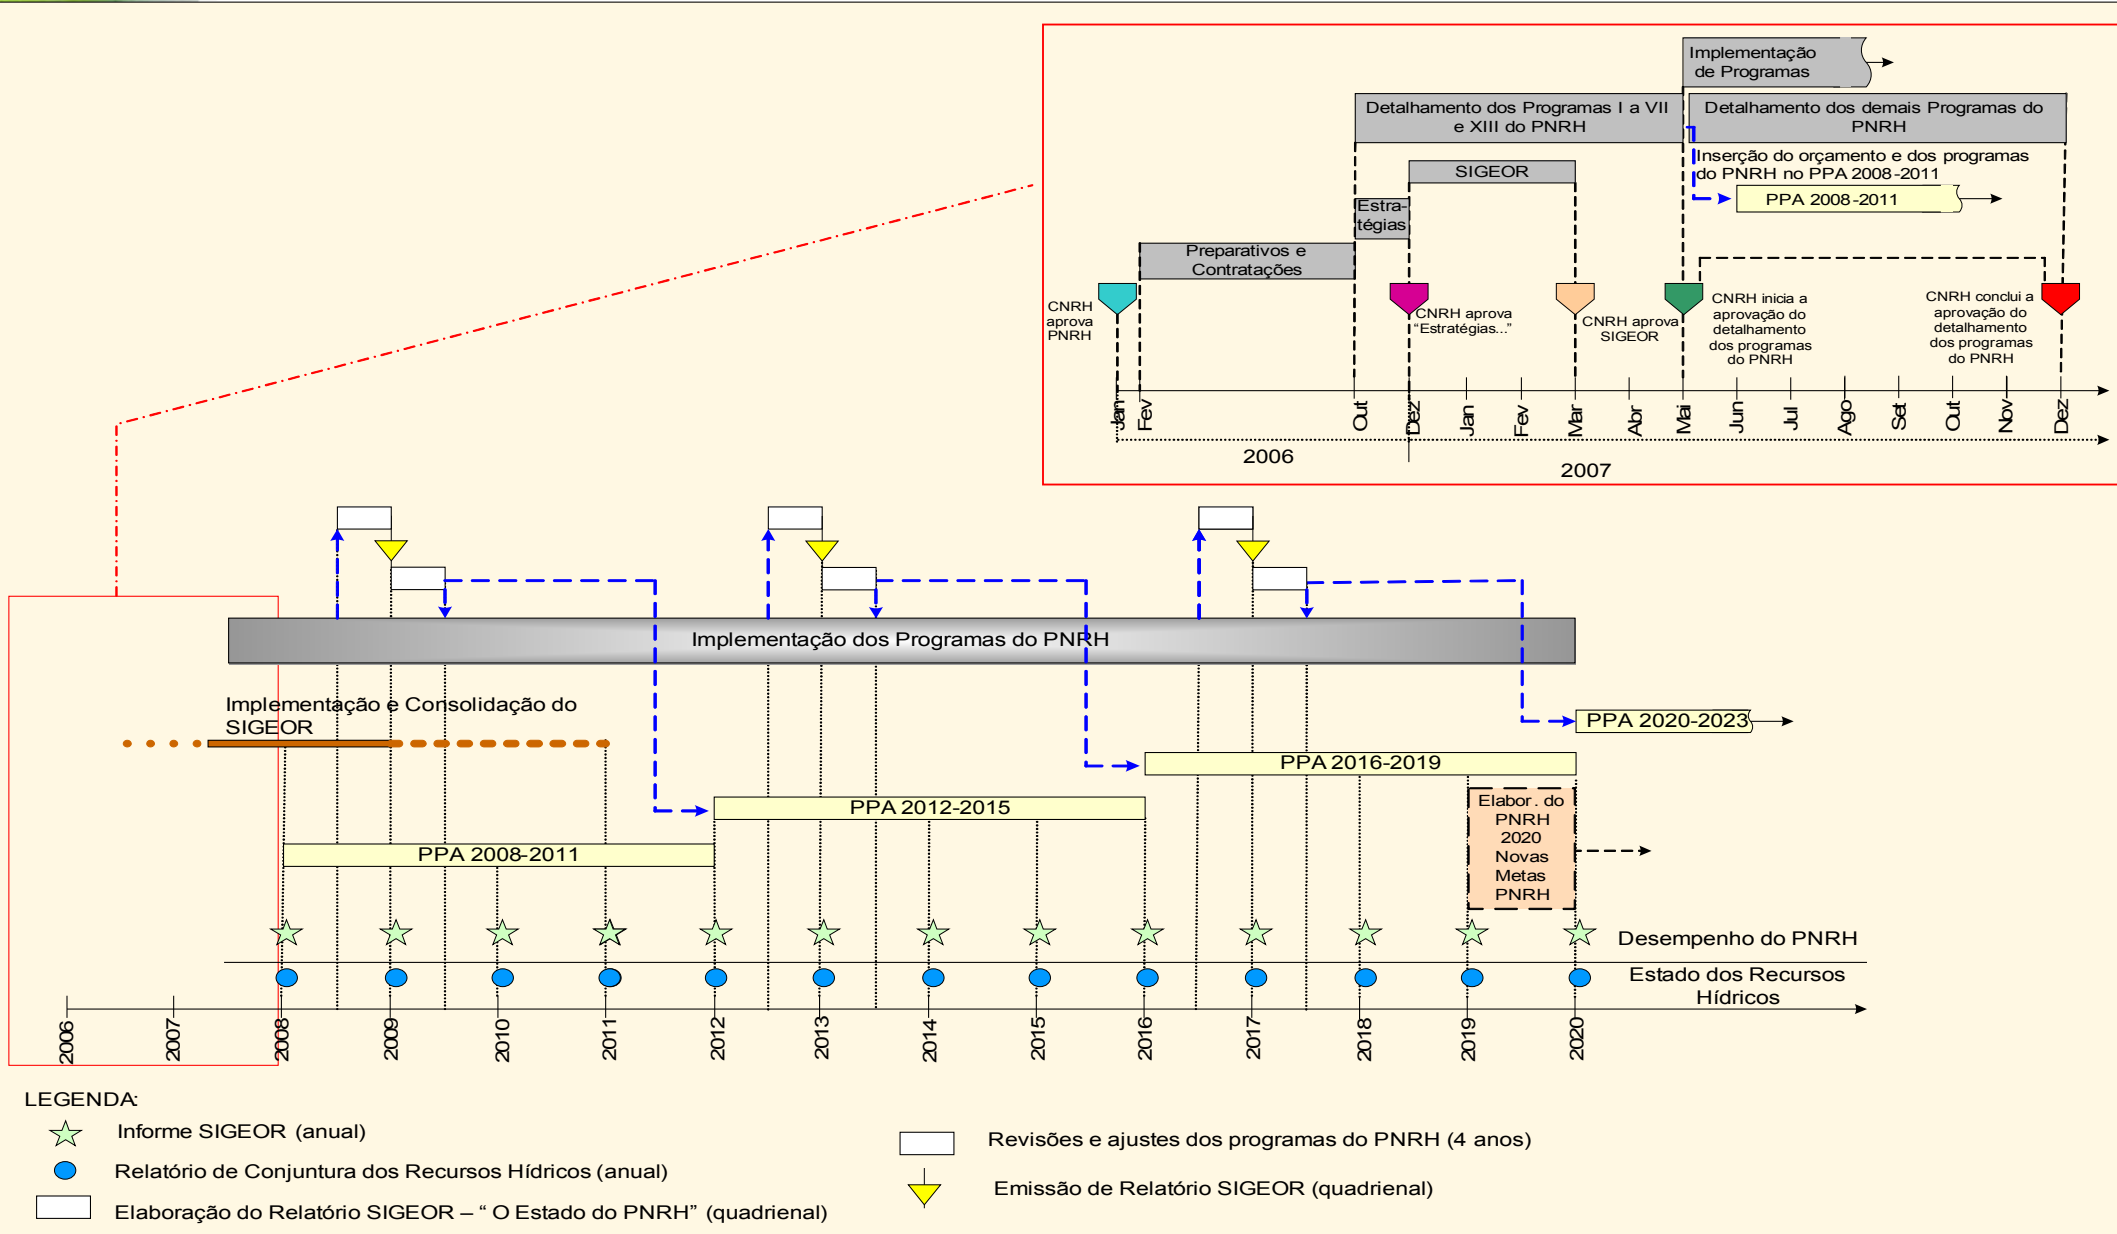 Implementação
de Programas
Detalhamento dos Programas I a VII
e XIII do PNRH
Detalhamento dos demais Programas do
PNRH
Inserção do orçamento e dos programas
do PNRH no PPA 2008-2011
SIGEOR
PPA 2008-2011
Estra-
tégias
Preparativos e
Contratações
CNRH
aprova
PNRH
CNRH aprova
“Estratégias...”
CNRH aprova
SIGEOR
CNRH inicia a
aprovação do
detalhamento
dos programas
do PNRH
CNRH conclui a
aprovação do
detalhamento
dos programas
do PNRH
Jan
Fev
Out
Dez
Jan
Fev
Mar
Abr
Mai
Jun
Jul
Ago
Set
Out
Nov
Dez
2006
2007
Implementação dos Programas do PNRH
Implementação e Consolidação do
SIGEOR
PPA 2020-2023
PPA 2016-2019
PPA 2012-2015
PPA 2008-2011
Elabor. do
PNRH
2020
Novas
Metas
PNRH
Desempenho do PNRH
Estado dos Recursos
Hídricos
2006
2007
2008
2009
2010
2011
2012
2013
2014
2015
2016
2017
2018
2019
2020
LEGENDA:
Informe SIGEOR (anual)
Relatório de Conjuntura dos Recursos Hídricos (anual)
Elaboração do Relatório SIGEOR – “ O Estado do PNRH” (quadrienal)
Revisões e ajustes dos programas do PNRH (4 anos)
Emissão de Relatório SIGEOR (quadrienal)